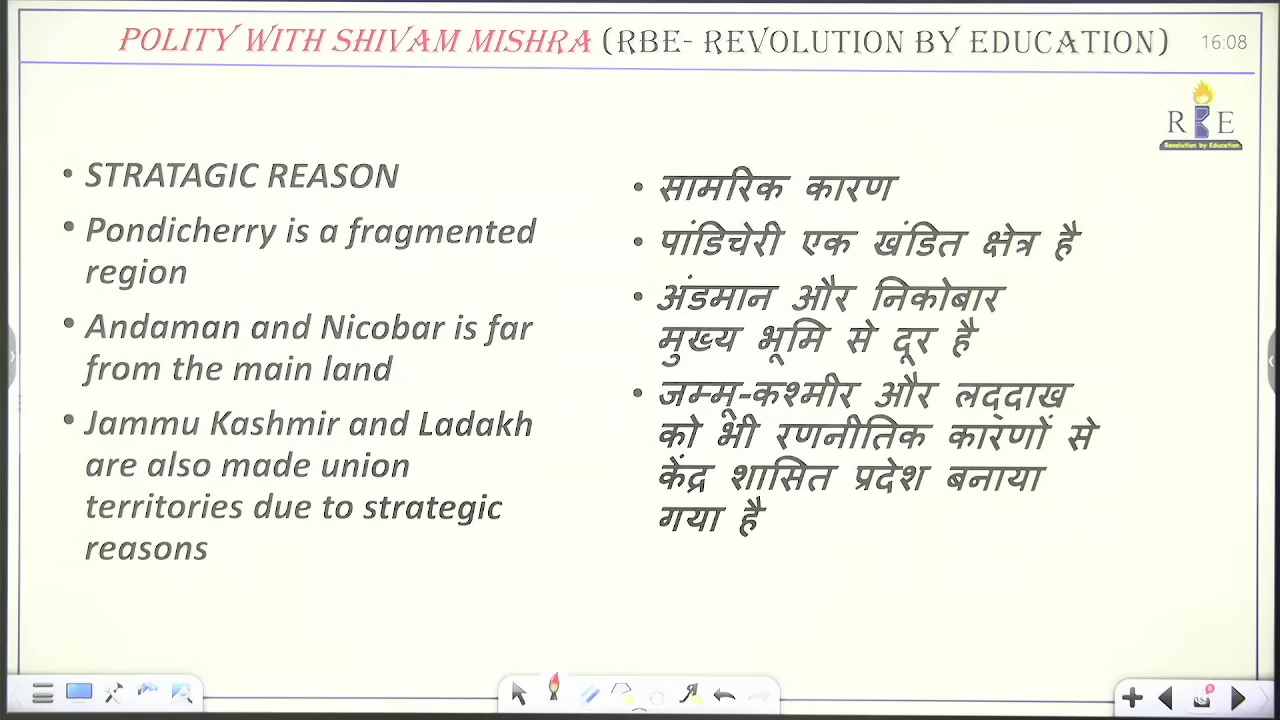 POLITY WITH SHIVAM MISHRA (RBE- REVOLUTION BY EDUCATION)
16:08
RBE
Revolution by Education
• STRATAGIC REASON
• Pondicherry is a fragmented
region
• Andaman and Nicobar is far
from the main land
• Jammu Kashmir and Ladakh
are also made union
territories due to strategic
reasons
• सामरिक कारण
• पांडिचेरी एक खंडित क्षेत्र है
• अंडमान और निकोबार
मुख्य भूमि से दूर है
• जम्मू-कश्मीर और लद्दाख
को भी रणनीतिक कारणों से
केंद्र शासित प्रदेश बनाया
गया है